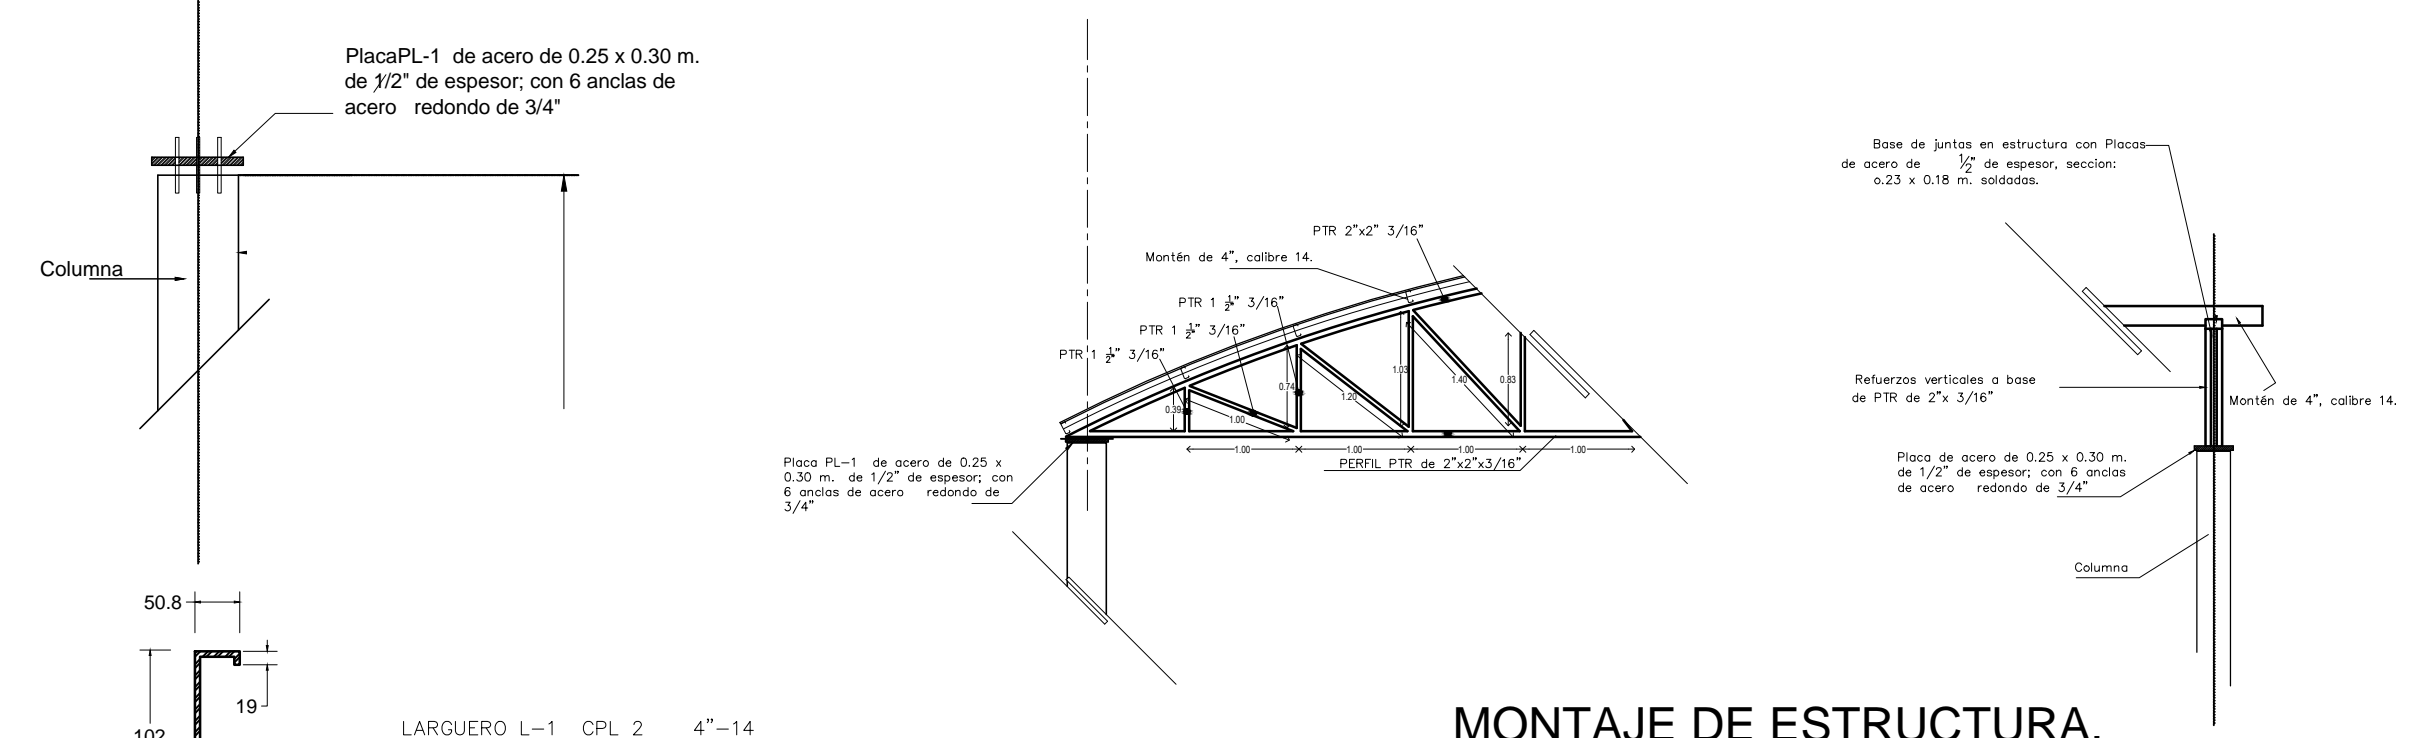 PlacaPL-1 de acero de 0.25 x 0.30 m.
de 1/2" de espesor; con 6 anclas de
acero redondo de 3/4"
Columna
50.8
19
102
LARGUERO L-1 CPL 2 4"-14
PTR 2"x2" 3/16"
Montén de 4", calibre 14.
PTR 1 1/2" 3/16"
PTR 1 1/2" 3/16"
PTR 1 1/2" 3/16"
0.39
1.00
0.74
1.20
1.03
1.40
0.83
1.00
1.00
1.00
1.00
PERFIL PTR de 2"x2"x3/16"
Placa PL-1 de acero de 0.25 x
0.30 m. de 1/2" de espesor; con
6 anclas de acero redondo de
3/4"
Base de juntas en estructura con Placas
de acero de 1/2" de espesor, seccion:
o.23 x 0.18 m. soldadas.
Refuerzos verticales a base
de PTR de 2"x 3/16"
Montén de 4", calibre 14.
Placa de acero de 0.25 x 0.30 m.
de 1/2" de espesor; con 6 anclas
de acero redondo de 3/4"
Columna
MONTAJE DE ESTRUCTURA.